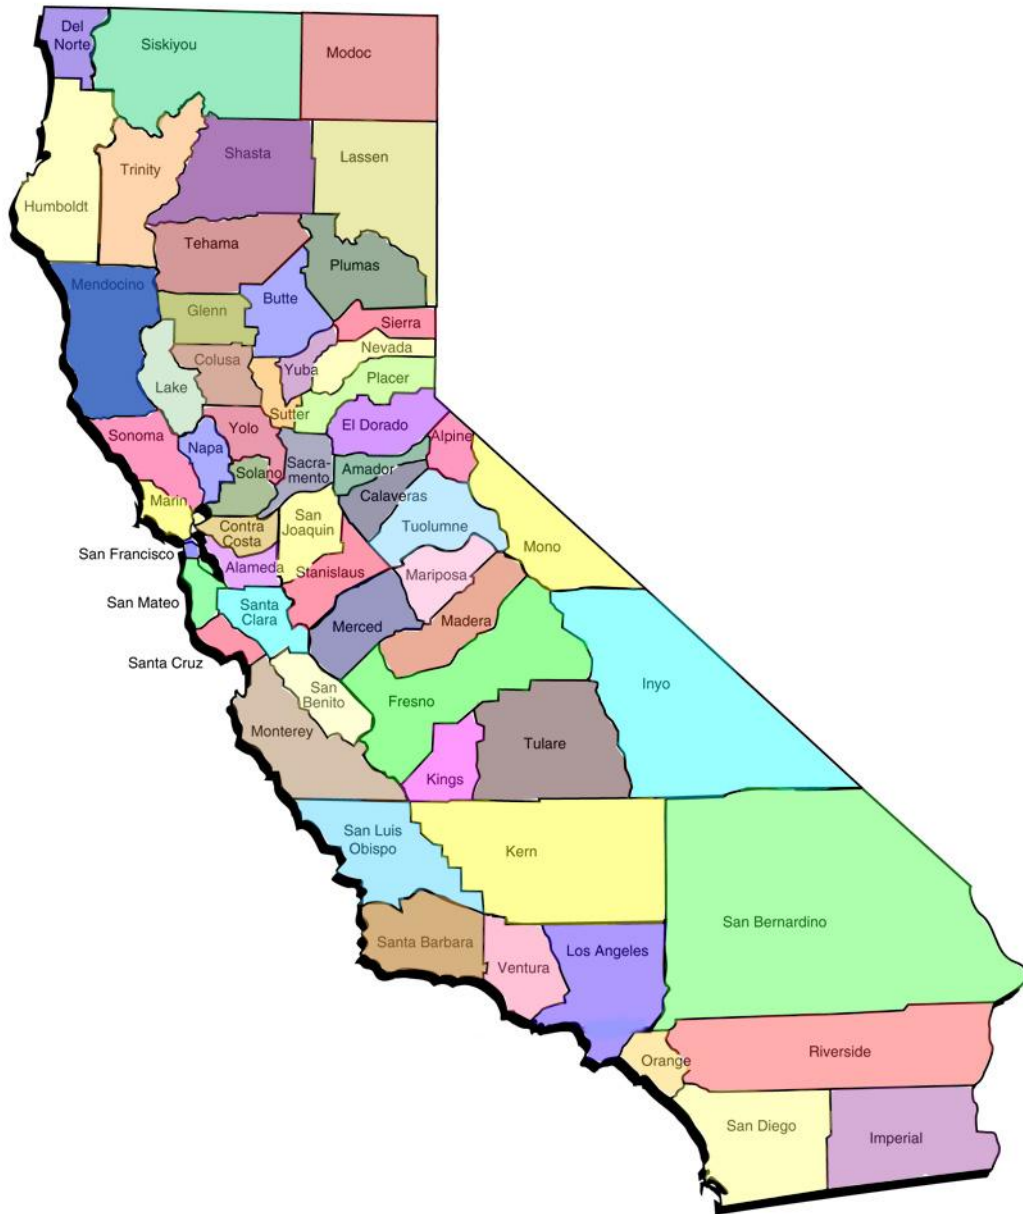 Del
Norte
Siskiyou
Modoc
Humboldt
Trinity
Shasta
Lassen
Tehama
Plumas
Mendocino
Glenn
Butte
Sierra
Nevada
Colusa
Yuba
Placer
Lake
Sutter
El Dorado
Sonoma
Yolo
Alpine
Napa
Sacra-
mento
Solano
Amador
Calaveras
Marin
San
Joaquin
Tuolumne
Contra
Costa
Mono
San Francisco
Alameda
Stanislaus
Mariposa
San Mateo
Santa
Clara
Merced
Madera
Santa Cruz
San
Benito
Fresno
Inyo
Monterey
Tulare
Kings
San Luis
Obispo
Kern
San Bernardino
Santa Barbara
Los Angeles
Ventura
Orange
Riverside
San Diego
Imperial